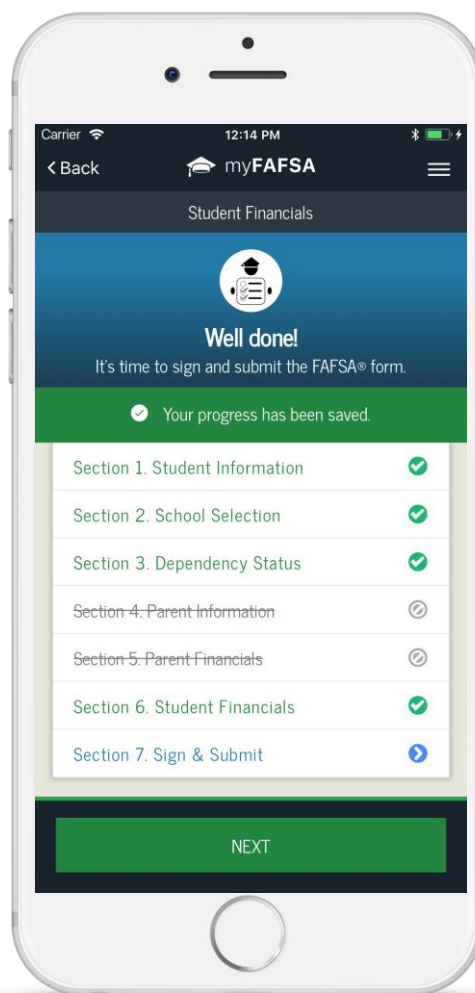 Carrier 12:14 PM
Back myFAFSA
Student Financials
Well done!
It's time to sign and submit the FAFSA® form.
Your progress has been saved.
Section 1. Student Information
Section 2. School Selection
Section 3. Dependency Status
Section 4. Parent Information
Section 5. Parent Financials
Section 6. Student Financials
Section 7. Sign & Submit
NEXT